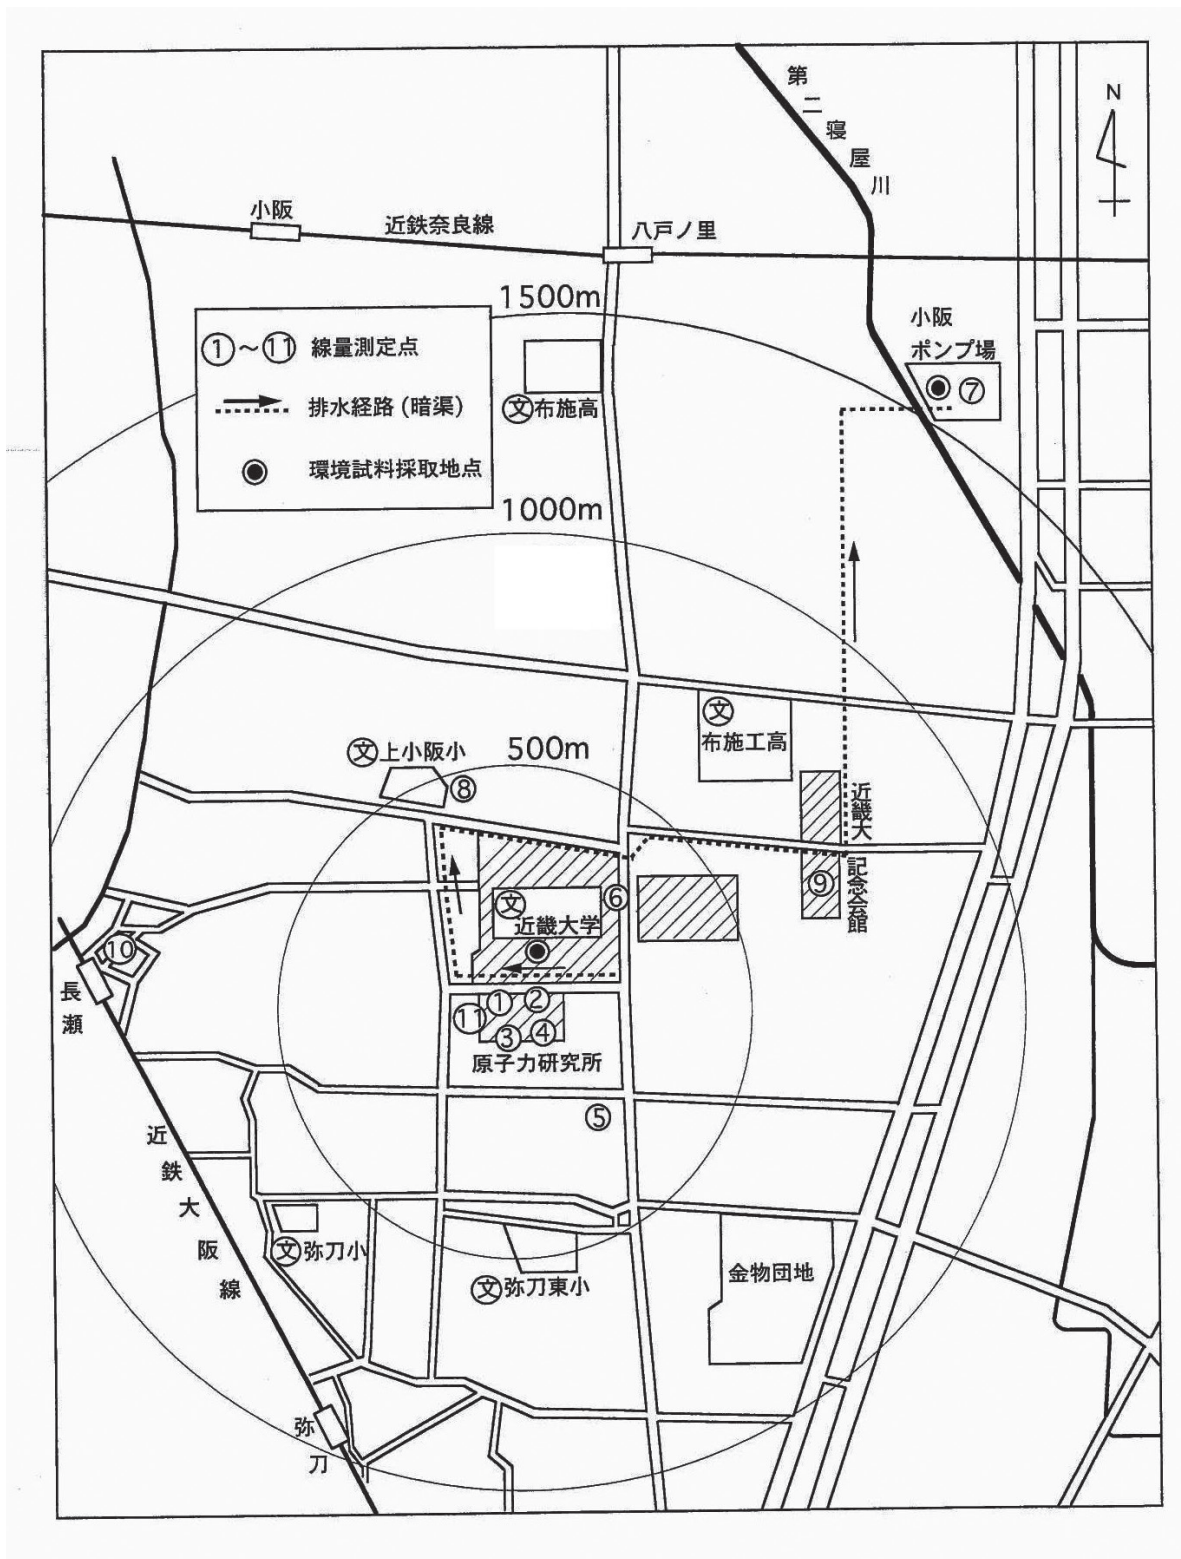 第二寝屋川
N
小阪
近鉄奈良線
八戸ノ里
1500m
小阪
ポンプ場
⑦
①～⑪ 線量測定点
排水経路（暗渠）
環境試料採取地点
文布施高
1000m
文
布施工高
500m
文上小阪小
⑧
近畿大
記念会館
⑨
⑥
文
近畿大学
⑩
長瀬
① ②
⑪
③ ④
原子力研究所
⑤
近鉄大阪線
文弥刀小
文弥刀東小
金物団地
弥刀